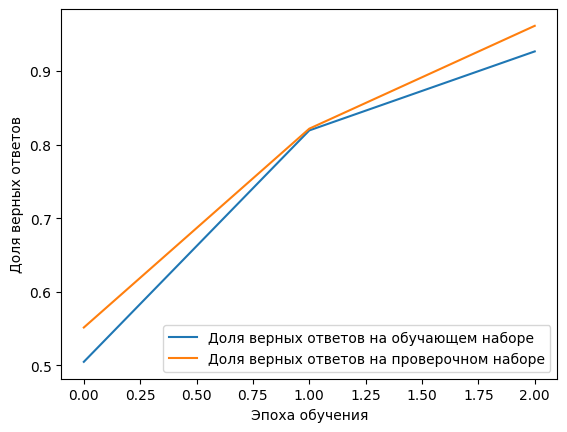 Доля верных ответов
0.9
0.8
0.7
0.6
0.5
Доля верных ответов на обучающем наборе
Доля верных ответов на проверочном наборе
0.00 0.25 0.50 0.75 1.00 1.25 1.50 1.75 2.00
Эпоха обучения